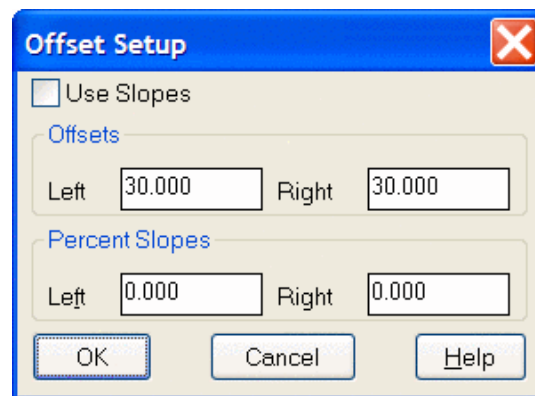 Offset Setup
Use Slopes
Offsets
Left 30.000 Right 30.000
Percent Slopes
Left 0.000 Right 0.000
OK Cancel Help